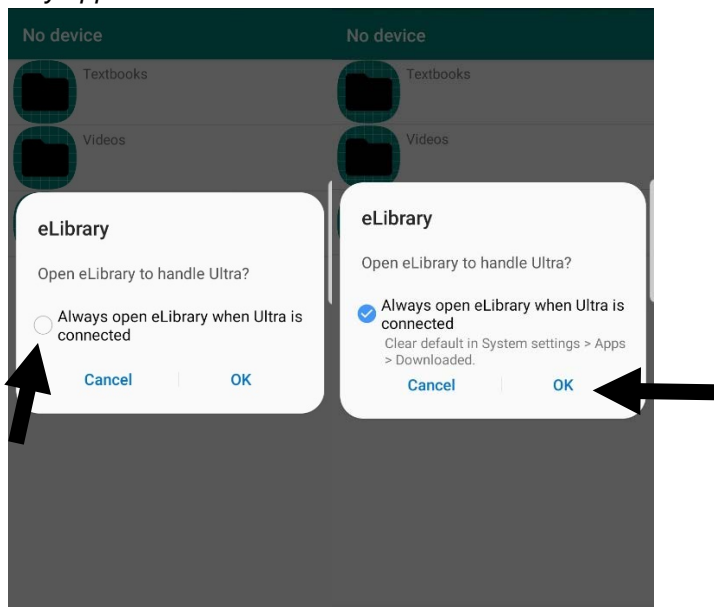 No device
Textbooks
Videos
eLibrary
Open eLibrary to handle Ultra?
Always open eLibrary when Ultra is
connected
Cancel OK
No device
Textbooks
Videos
eLibrary
Open eLibrary to handle Ultra?
Always open eLibrary when Ultra is
connected
Clear default in System settings > Apps
> Downloaded.
Cancel OK